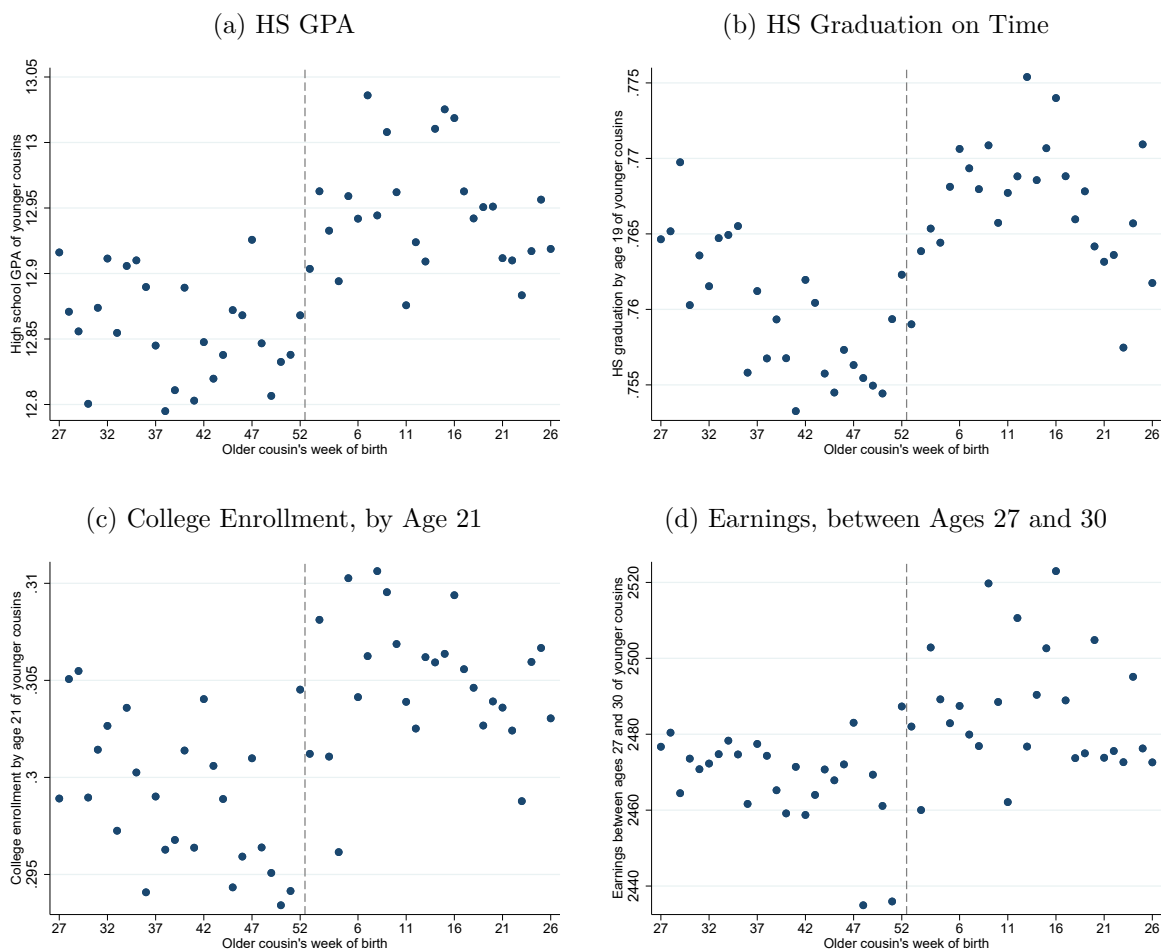 (a) HS GPA
High school GPA of younger cousins
13.05
13
12.95
12.9
12.85
12.8
27 32 37 42 47 52 6 11 16 21 26
Older cousin's week of birth
(b) HS Graduation on Time
HS graduation by age 19 of younger cousins
.775
.77
.765
.76
.755
27 32 37 42 47 52 6 11 16 21 26
Older cousin's week of birth
(c) College Enrollment, by Age 21
College enrollment by age 21 of younger cousins
.31
.305
.3
.295
27 32 37 42 47 52 6 11 16 21 26
Older cousin's week of birth
(d) Earnings, between Ages 27 and 30
Earnings between ages 27 and 30 of younger cousins
2520
2500
2480
2460
2440
27 32 37 42 47 52 6 11 16 21 26
Older cousin's week of birth